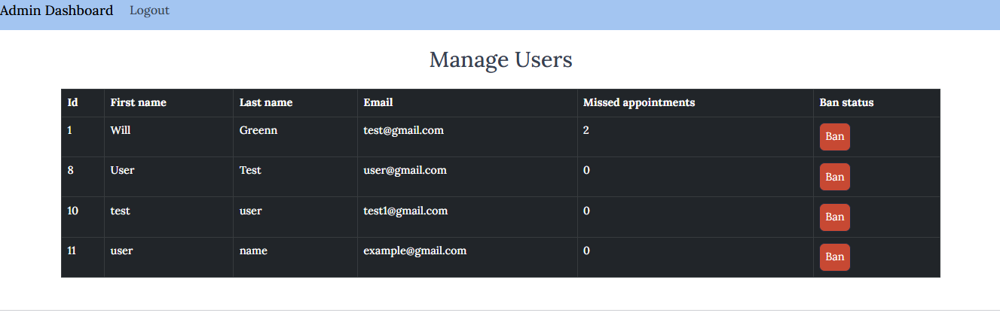 Admin Dashboard Logout
Manage Users
Id First name Last name Email Missed appointments Ban status
1 Will Greenn test@gmail.com 2 Ban
8 User Test user@gmail.com 0 Ban
10 test user test1@gmail.com 0 Ban
11 user name example@gmail.com 0 Ban